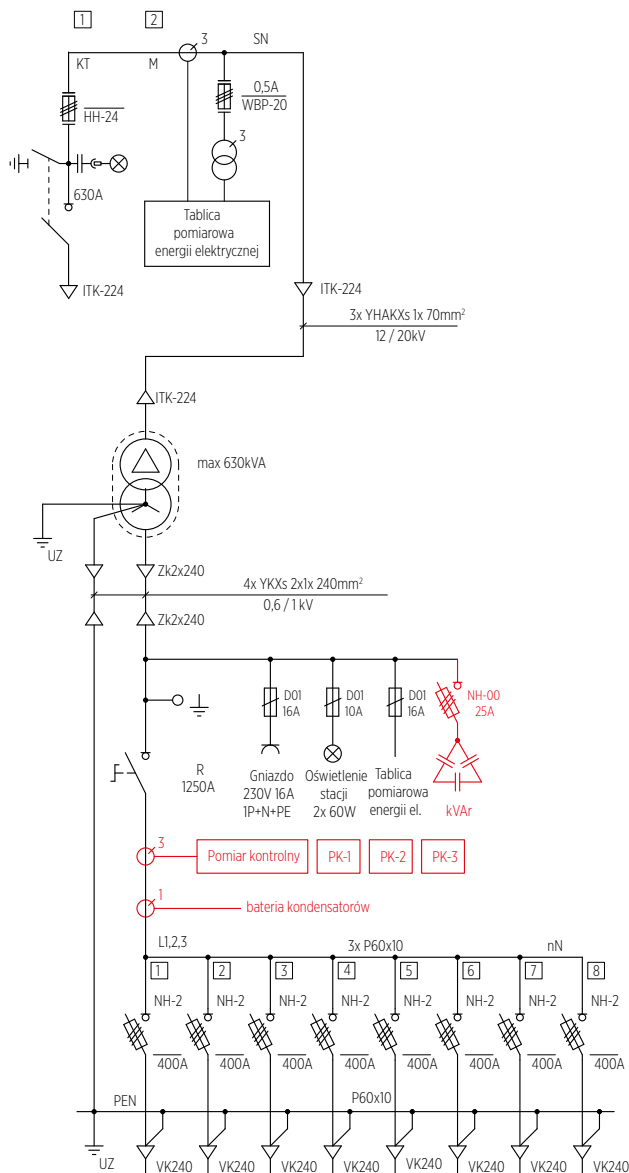 1
2
3
SN
KT
M
0,5A
WBP-20
HH-24
3
630A
Tablica
pomiarowa
energii elektrycznej
ITK-224
ITK-224
3x YHAKXs 1x 70mm²
12 / 20kV
ITK-224
max 630kVA
UZ
Zk2x240
4x YKXs 2x1x 240mm²
0,6 / 1 kV
Zk2x240
D01
16A
D01
10A
D01
16A
NH-00
25A
R
1250A
Gniazdo
230V 16A
1P+N+PE
Oświetlenie
stacji
2x 60W
Tablica
pomiarowa
energii el.
kVAr
3
Pomiar kontrolny
PK-1
PK-2
PK-3
1
bateria kondensatorów
L1,2,3
3x P60x10
nN
1
2
3
4
5
6
7
8
NH-2
NH-2
NH-2
NH-2
NH-2
NH-2
NH-2
NH-2
400A
400A
400A
400A
400A
400A
400A
400A
PEN
P60x10
UZ
VK240
VK240
VK240
VK240
VK240
VK240
VK240
VK240